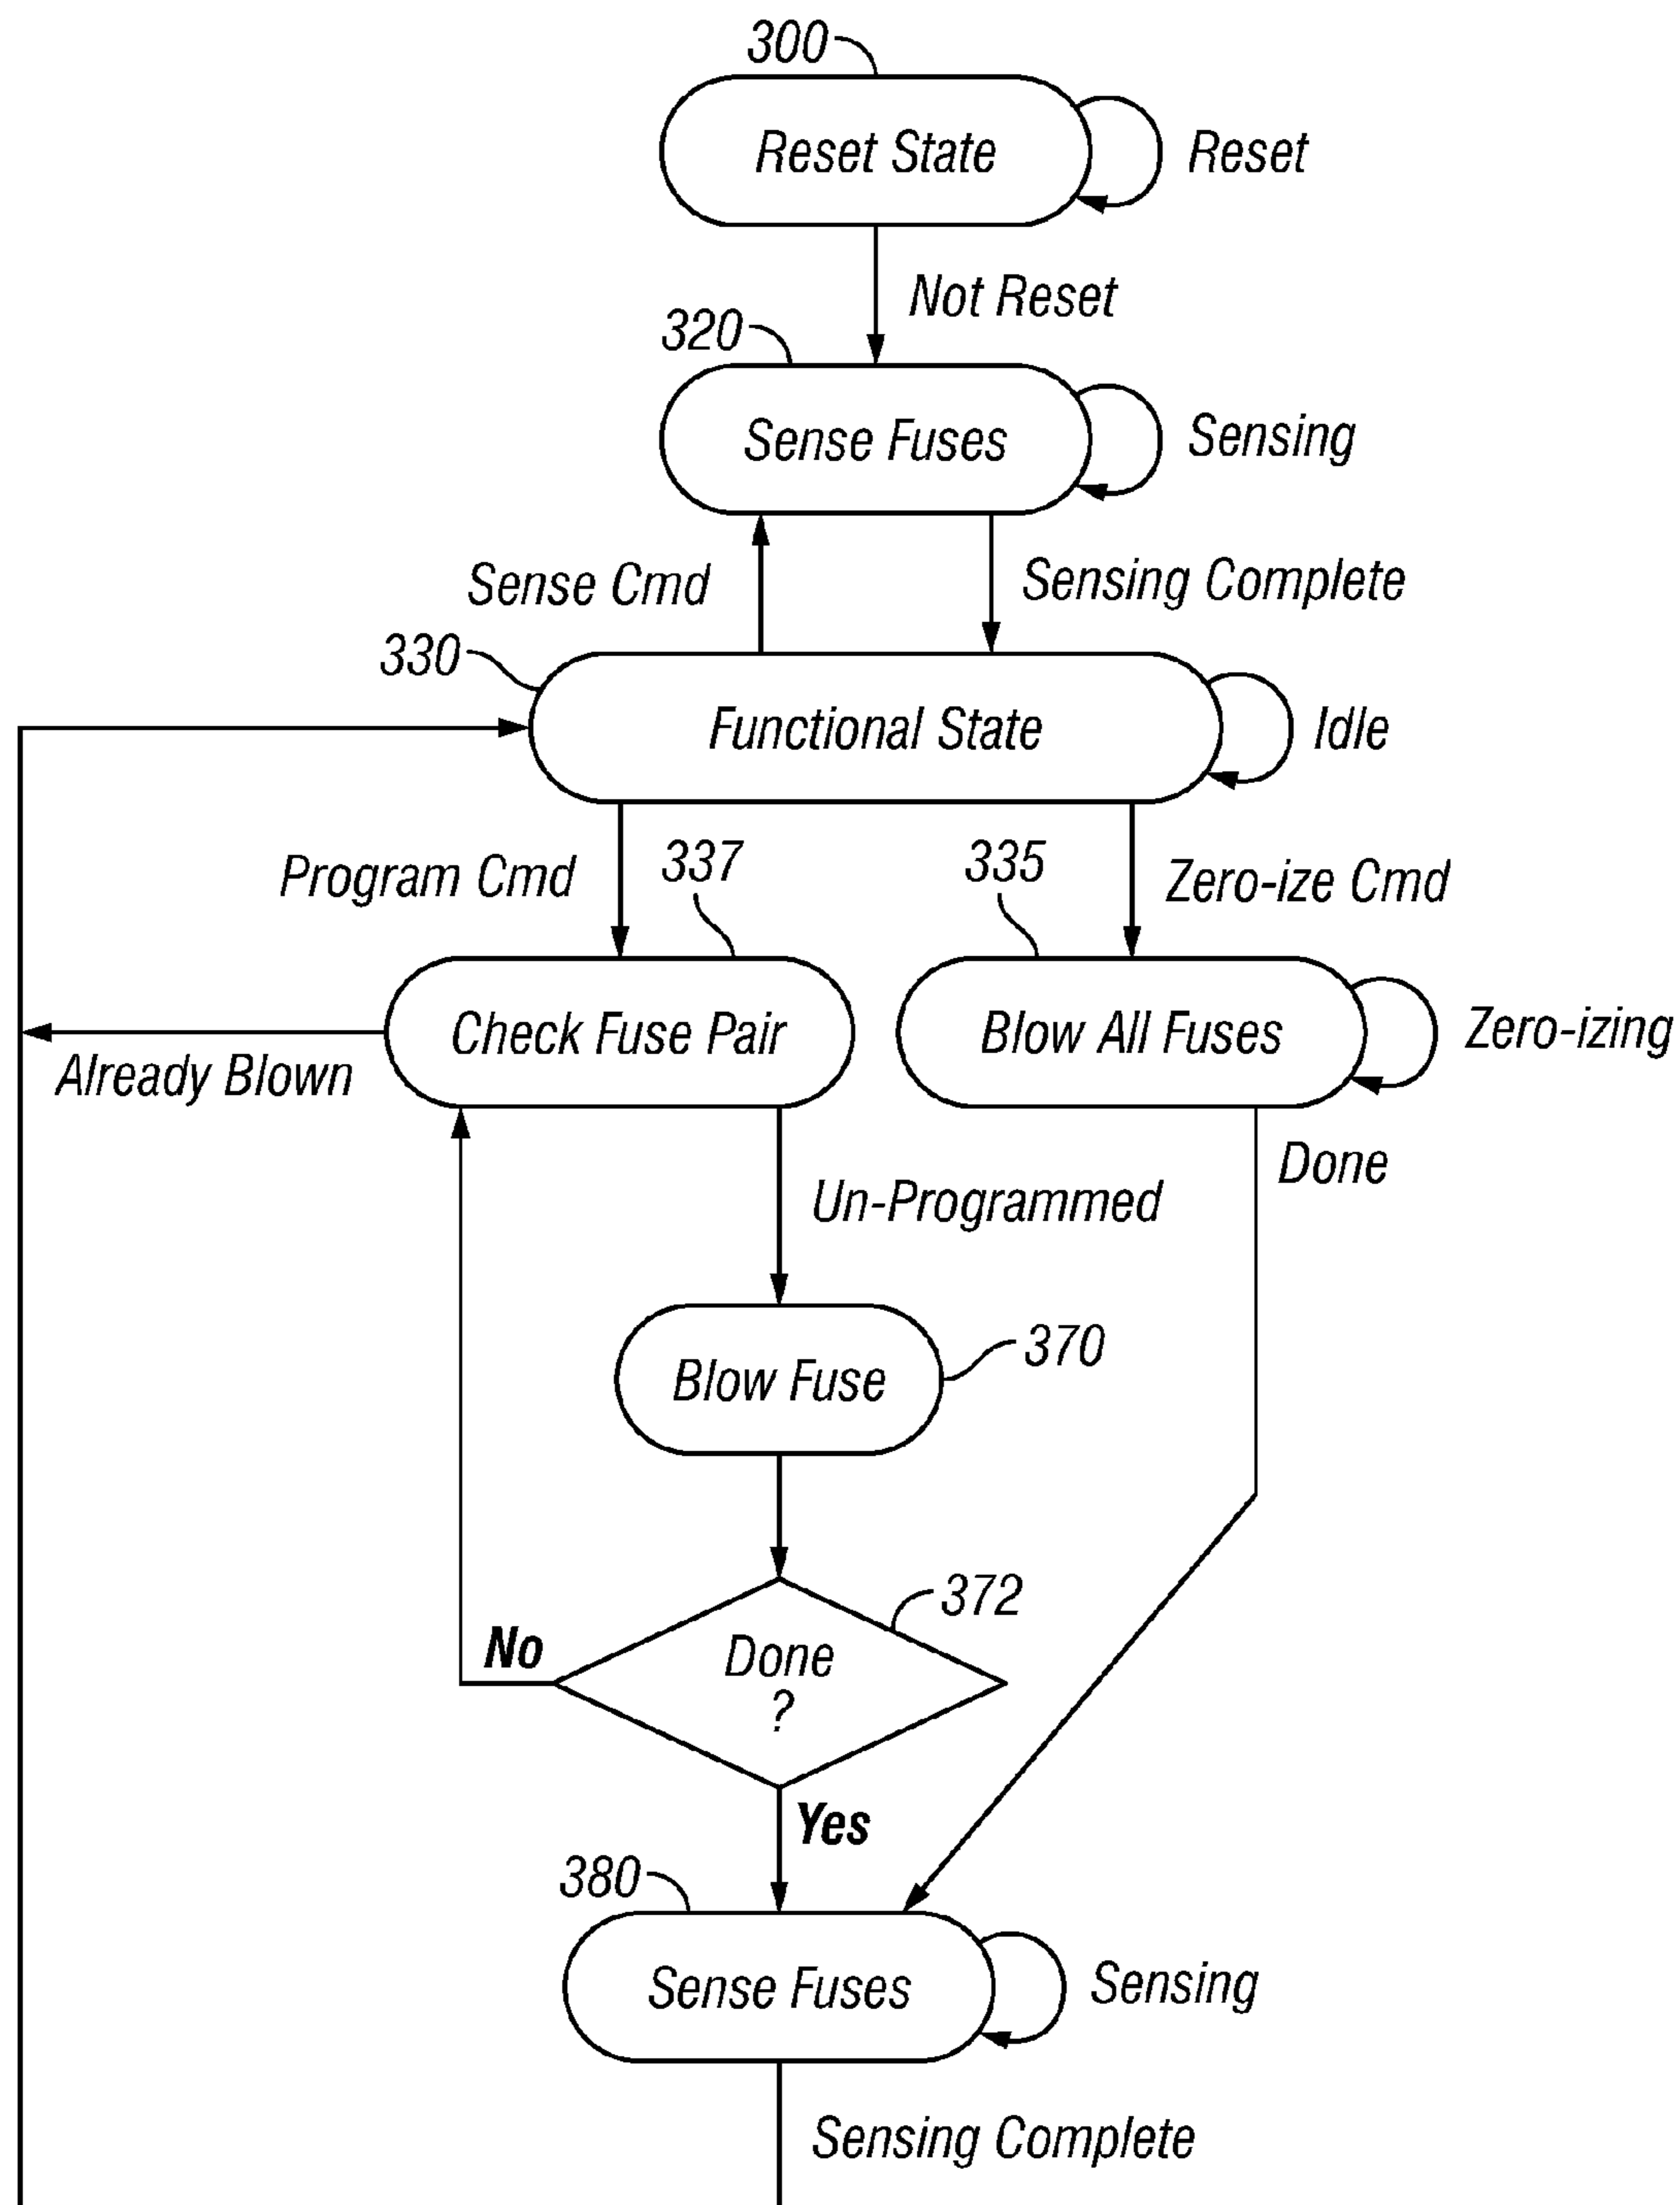 300
Reset State
Reset
Not Reset
320
Sense Fuses
Sensing
Sense Cmd
Sensing Complete
330
Functional State
Idle
Program Cmd
337
335
Zero-ize Cmd
Check Fuse Pair
Blow All Fuses
Zero-izing
Already Blown
Done
Un-Programmed
Blow Fuse
370
372
No
Done
?
Yes
380
Sense Fuses
Sensing
Sensing Complete